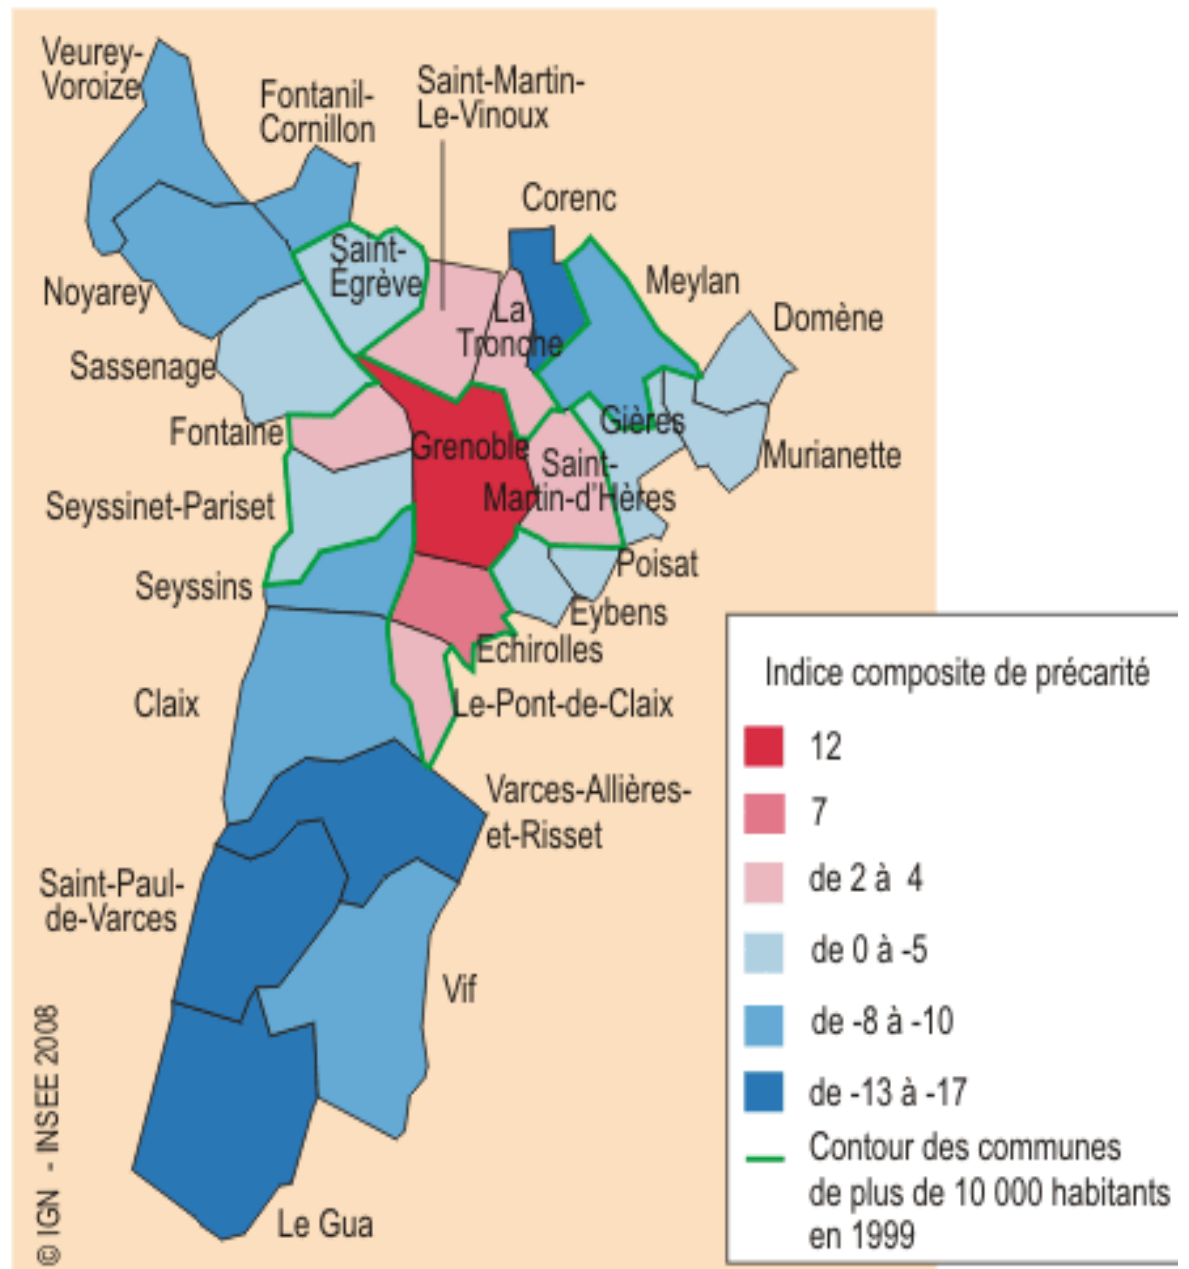 Veurey-
Voroize
Fontanil-
Cornillon
Saint-Martin-
Le-Vinoux
Corenc
Saint-
Égrève
Meylan
Noyarey
La
Tronche
Domène
Sassenage
Fontaine
Gières
Grenoble
Murianette
Saint-
Martin-d'Hères
Seyssinet-Pariset
Poisat
Seyssins
Eybens
Echirolles
Claix
Le-Pont-de-Claix
Varces-Allières-
et-Risset
Saint-Paul-
de-Varces
Vif
Le Gua
© IGN - INSEE 2008
Indice composite de précarité
12
7
de 2 à 4
de 0 à -5
de -8 à -10
de -13 à -17
Contour des communes
de plus de 10 000 habitants
en 1999